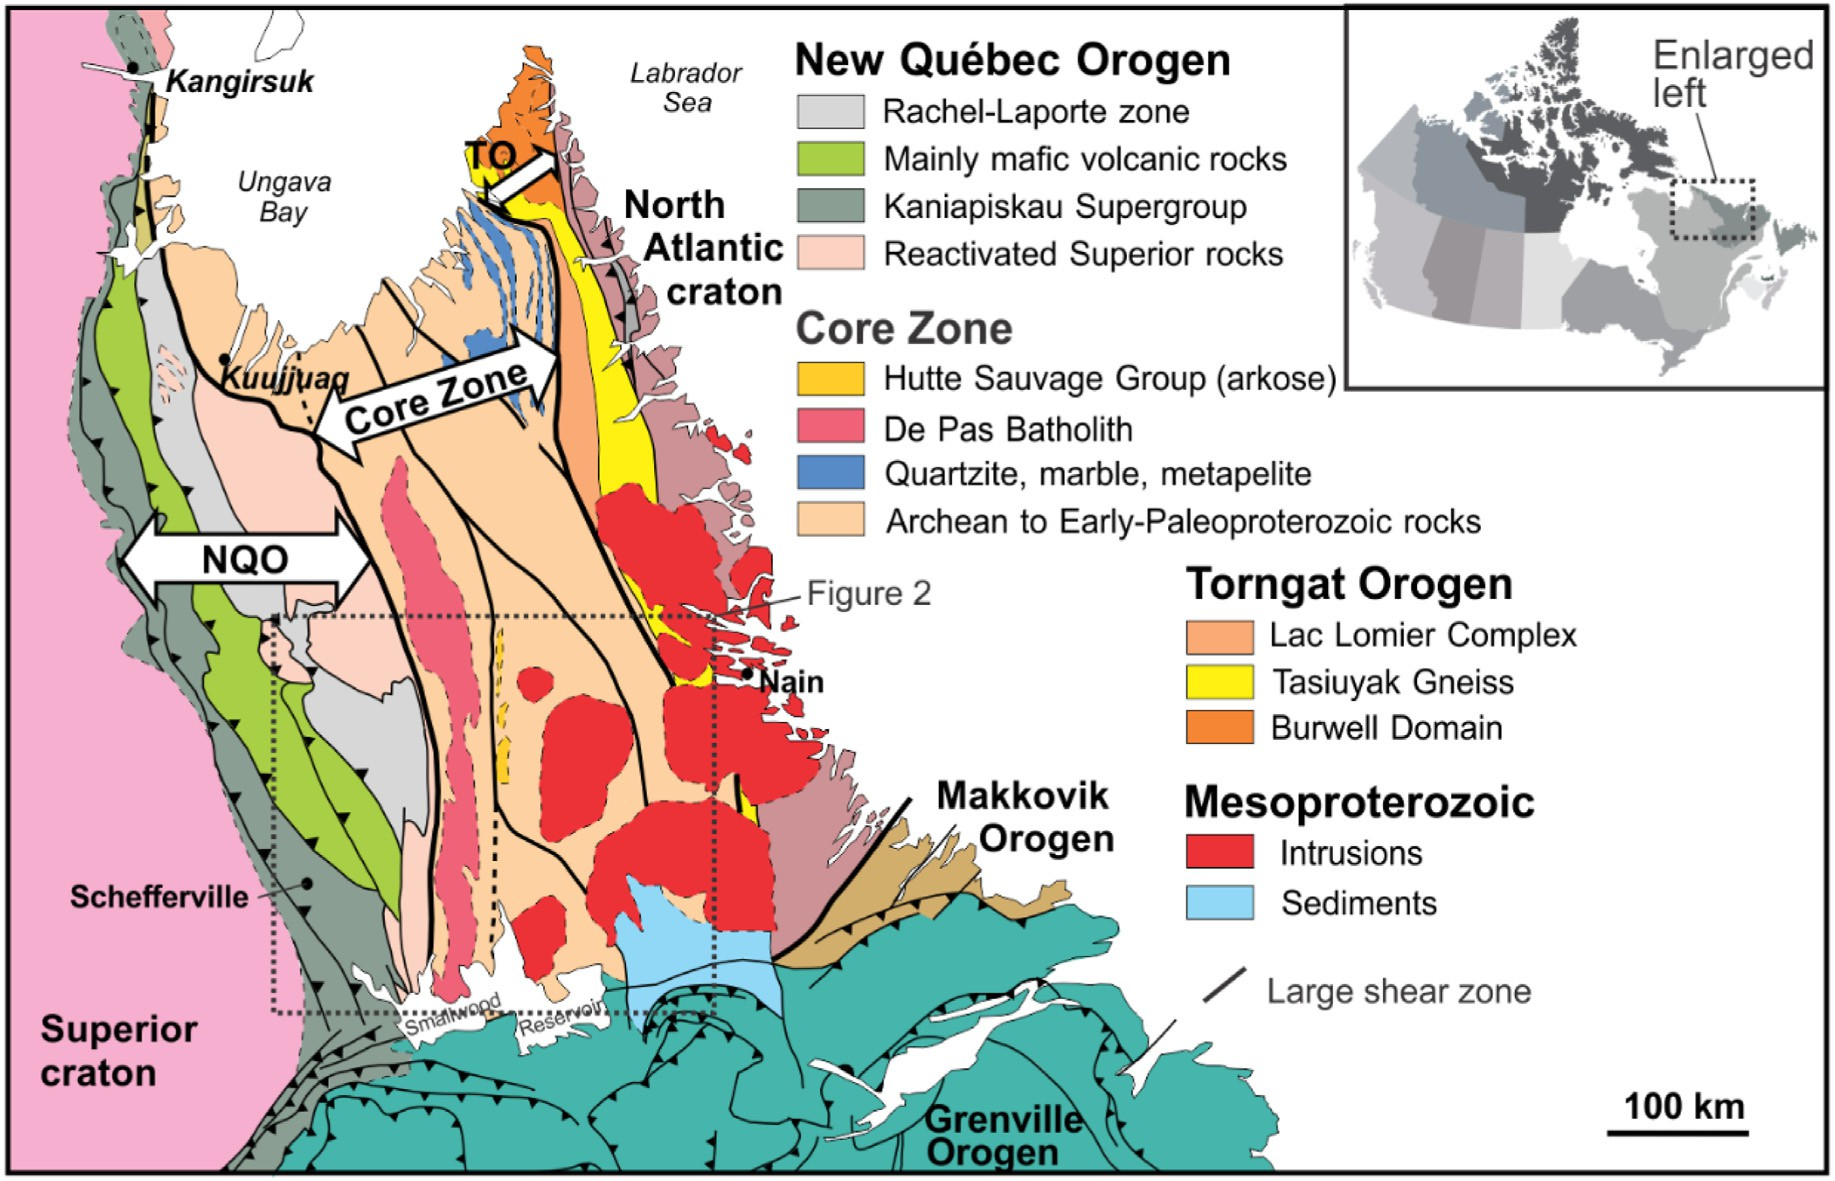 Kangirsuk
Labrador
Sea
Ungava
Bay
TO
North
Atlantic
craton
Kuujjuaq
Core Zone
NQO
Figure 2
Nain
Makkovik
Orogen
Schefferville
Smallwood
Reservoir
Superior
craton
Grenville
Orogen
New Québec Orogen
Rachel-Laporte zone
Mainly mafic volcanic rocks
Kaniapiskau Supergroup
Reactivated Superior rocks
Core Zone
Hutte Sauvage Group (arkose)
De Pas Batholith
Quartzite, marble, metapelite
Archean to Early-Paleoproterozoic rocks
Torngat Orogen
Lac Lomier Complex
Tasiuyak Gneiss
Burwell Domain
Mesoproterozoic
Intrusions
Sediments
Large shear zone
100 km
Enlarged
left